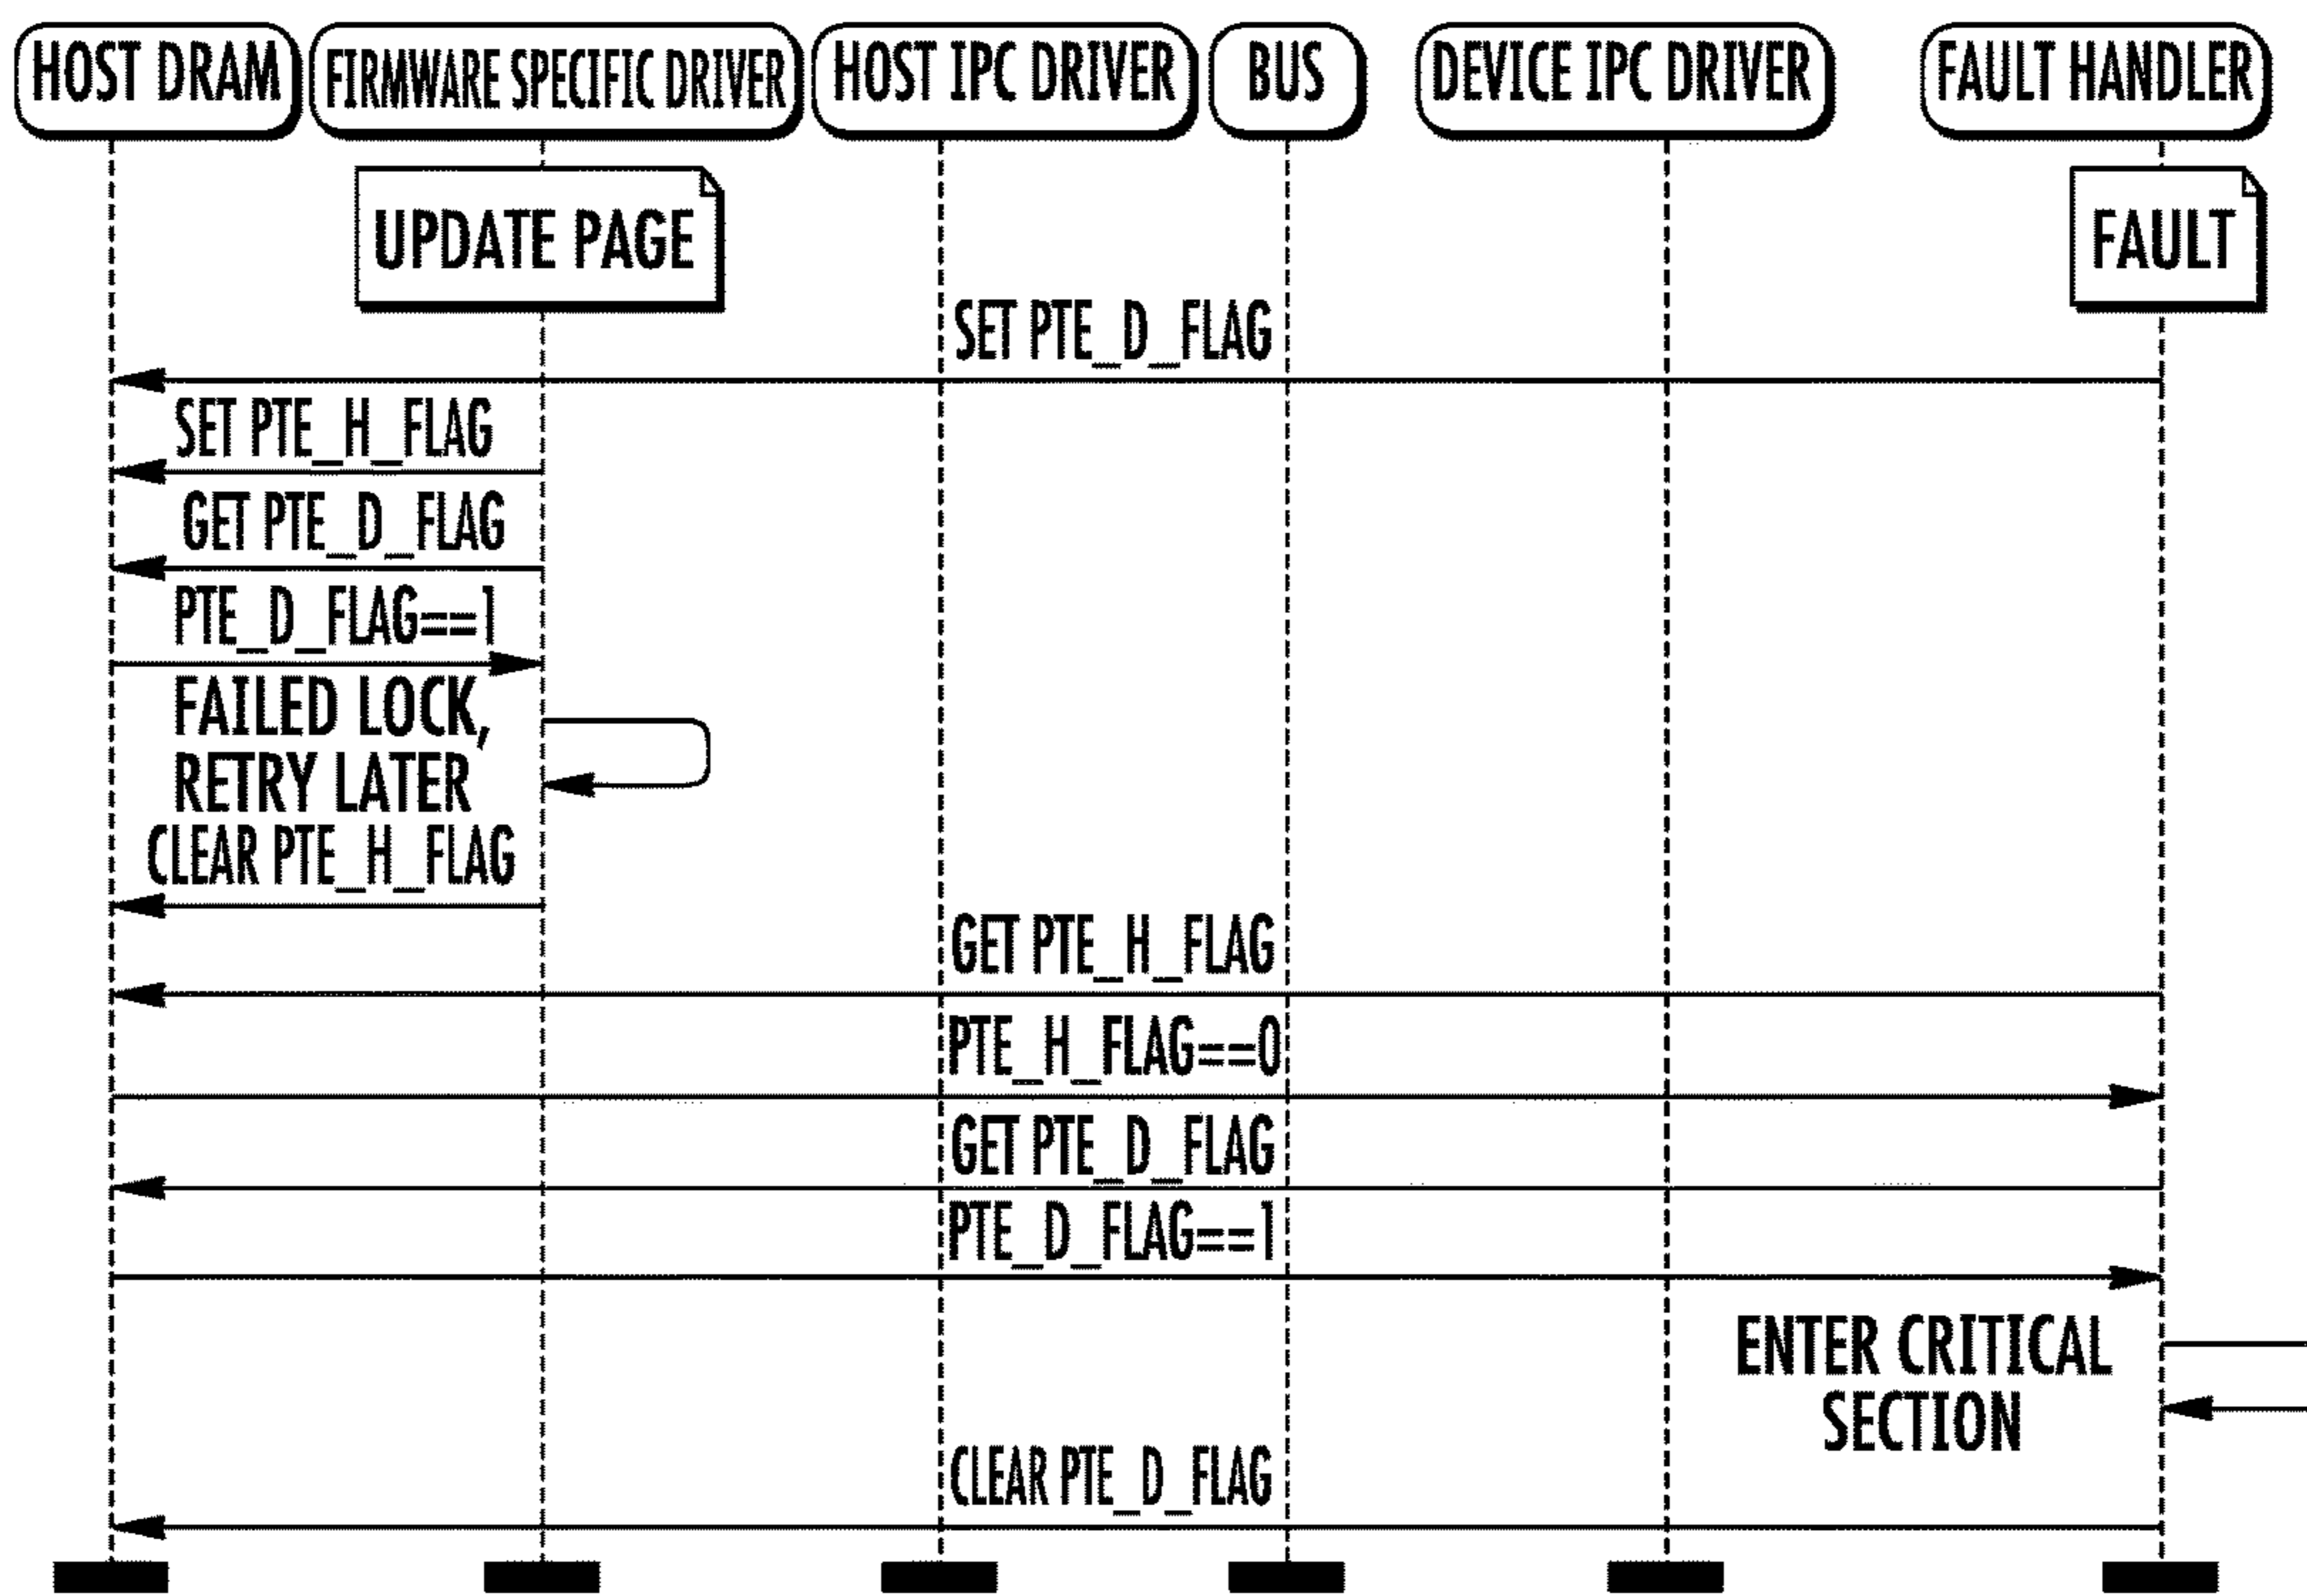 HOST DRAM
FIRMWARE SPECIFIC DRIVER
HOST IPC DRIVER
BUS
DEVICE IPC DRIVER
FAULT HANDLER
UPDATE PAGE
FAULT
SET PTE_D_FLAG
SET PTE_H_FLAG
GET PTE_D_FLAG
PTE_D_FLAG==1
FAILED LOCK,
RETRY LATER
CLEAR PTE_H_FLAG
GET PTE_H_FLAG
PTE_H_FLAG==0
GET PTE_D_FLAG
PTE_D_FLAG==1
ENTER CRITICAL
SECTION
CLEAR PTE_D_FLAG